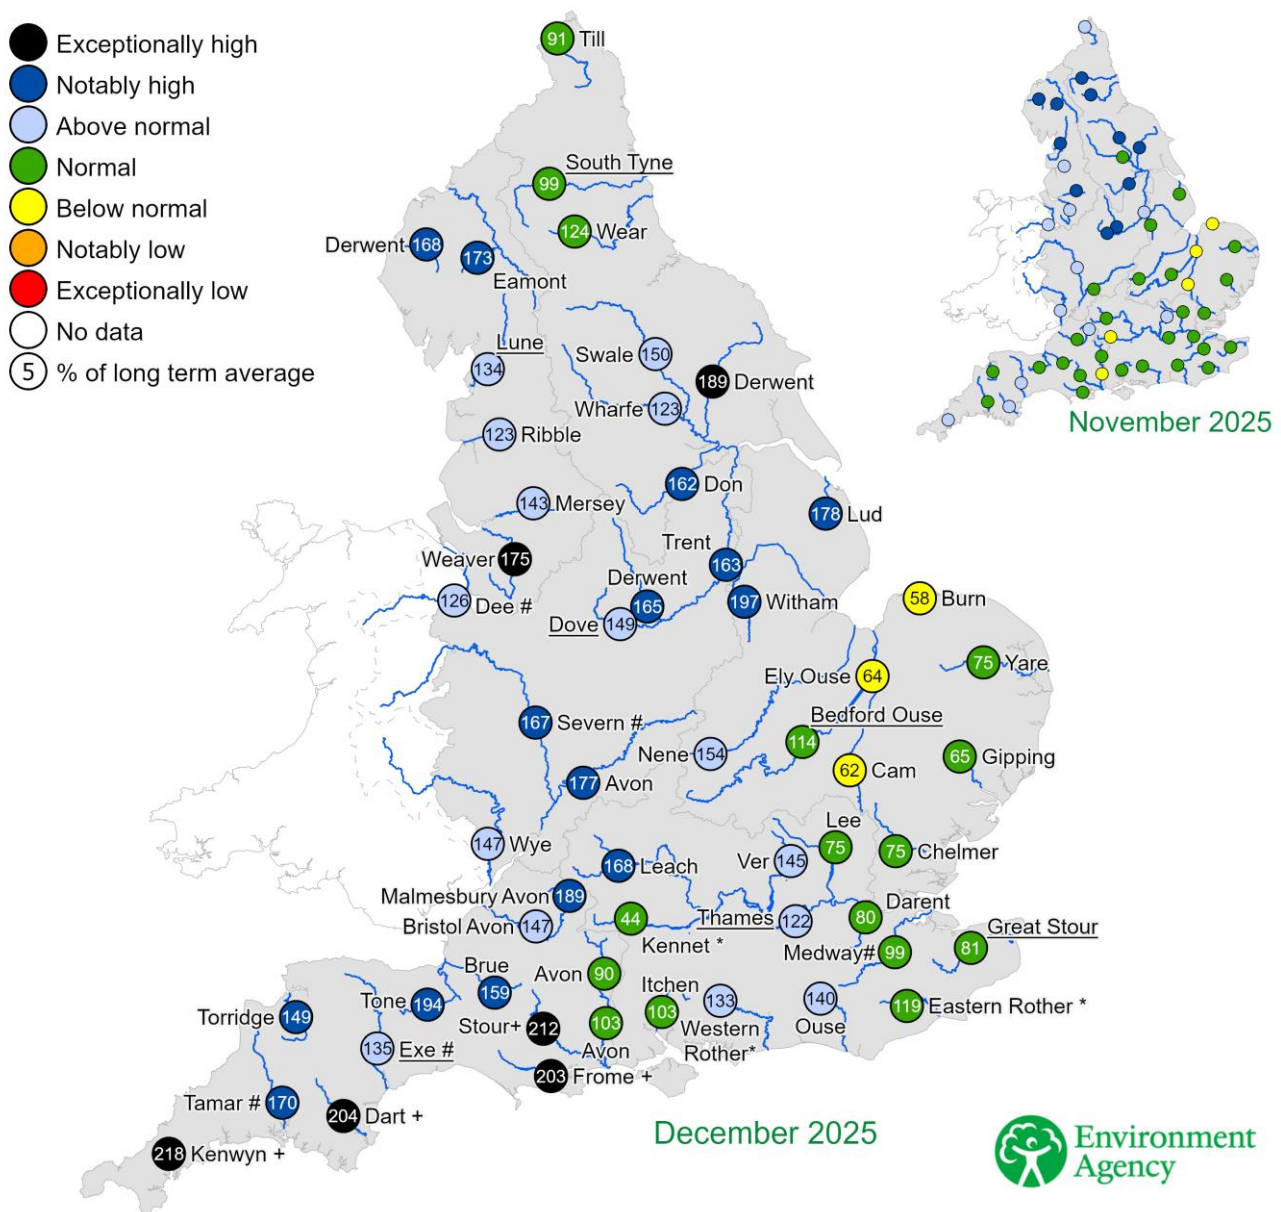 Exceptionally high
Notably high
Above normal
Normal
Below normal
Notably low
Exceptionally low
No data
5 % of long term average
91 Till
South Tyne
99
124 Wear
Derwent 168
173
Eamont
Lune
134
Swale 150
189 Derwent
Wharfe 123
123 Ribble
162 Don
143 Mersey
178 Lud
Trent
163
Weaver 175
Derwent
165
126
Dee #
197 Witham
Dove 149
58 Burn
75 Yare
Ely Ouse 64
Bedford Ouse
114
167 Severn #
Nene 154
65 Gipping
62 Cam
177 Avon
Lee
75
147 Wye
Ver 145
75 Chelmer
168 Leach
Malmesbury Avon 189
Darent
80
Bristol Avon 147
44
Kennet *
Thames 122
Great Stour
81
Medway# 99
Brue
159
Avon 90
Itchen
103
133
Western
Rother*
140
Ouse
119 Eastern Rother *
Tone 194
Torridge 149
Stour+ 212
103
Avon
135 Exe #
203 Frome +
Tamar # 170
204 Dart +
218 Kenwyn +
December 2025
November 2025
Environment
Agency